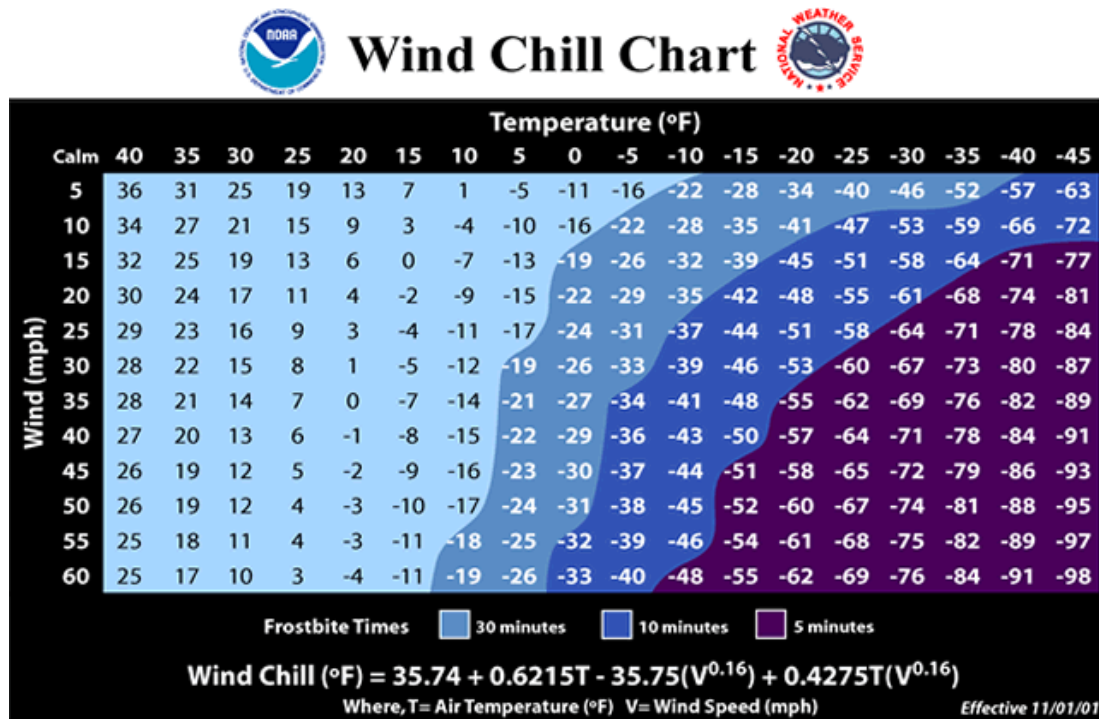 NOAA
Wind Chill Chart
NATIONAL WEATHER SERVICE
Temperature (ºF)
Calm 40 35 30 25 20 15 10 5 0 -5 -10 -15 -20 -25 -30 -35 -40 -45
Wind (mph)
5 36 31 25 19 13 7 1 -5 -11 -16 -22 -28 -34 -40 -46 -52 -57 -63
10 34 27 21 15 9 3 -4 -10 -16 -22 -28 -35 -41 -47 -53 -59 -66 -72
15 32 25 19 13 6 0 -7 -13 -19 -26 -32 -39 -45 -51 -58 -64 -71 -77
20 30 24 17 11 4 -2 -9 -15 -22 -29 -35 -42 -48 -55 -61 -68 -74 -81
25 29 23 16 9 3 -4 -11 -17 -24 -31 -37 -44 -51 -58 -64 -71 -78 -84
30 28 22 15 8 1 -5 -12 -19 -26 -33 -39 -46 -53 -60 -67 -73 -80 -87
35 28 21 14 7 0 -7 -14 -21 -27 -34 -41 -48 -55 -62 -69 -76 -82 -89
40 27 20 13 6 -1 -8 -15 -22 -29 -36 -43 -50 -57 -64 -71 -78 -84 -91
45 26 19 12 5 -2 -9 -16 -23 -30 -37 -44 -51 -58 -65 -72 -79 -86 -93
50 26 19 12 4 -3 -10 -17 -24 -31 -38 -45 -52 -60 -67 -74 -81 -88 -95
55 25 18 11 4 -3 -11 -18 -25 -32 -39 -46 -54 -61 -68 -75 -82 -89 -97
60 25 17 10 3 -4 -11 -19 -26 -33 -40 -48 -55 -62 -69 -76 -84 -91 -98
Frostbite Times 30 minutes 10 minutes 5 minutes
Wind Chill (ºF) = 35.74 + 0.6215T - 35.75(V^0.16) + 0.4275T(V^0.16)
Where, T= Air Temperature (ºF) V= Wind Speed (mph) Effective 11/01/01